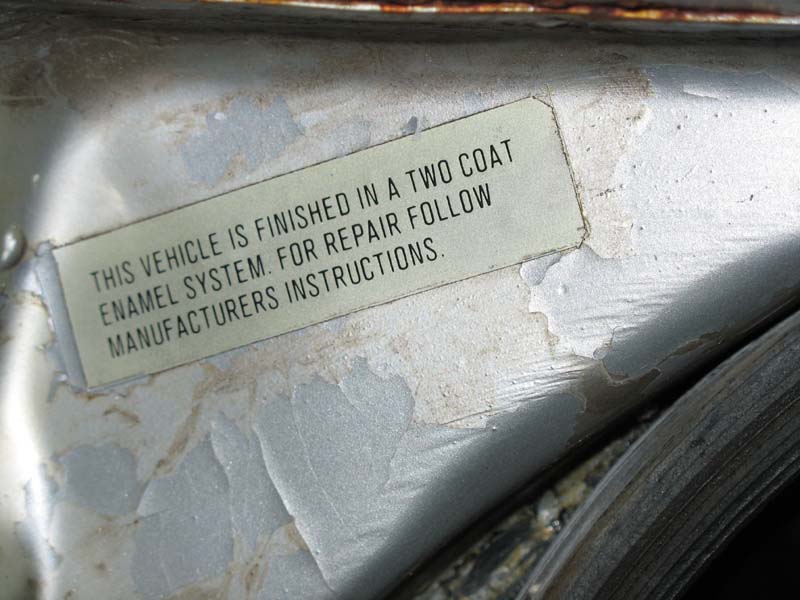 THIS VEHICLE IS FINISHED IN A TWO COAT
ENAMEL SYSTEM. FOR REPAIR FOLLOW
MANUFACTURERS INSTRUCTIONS.